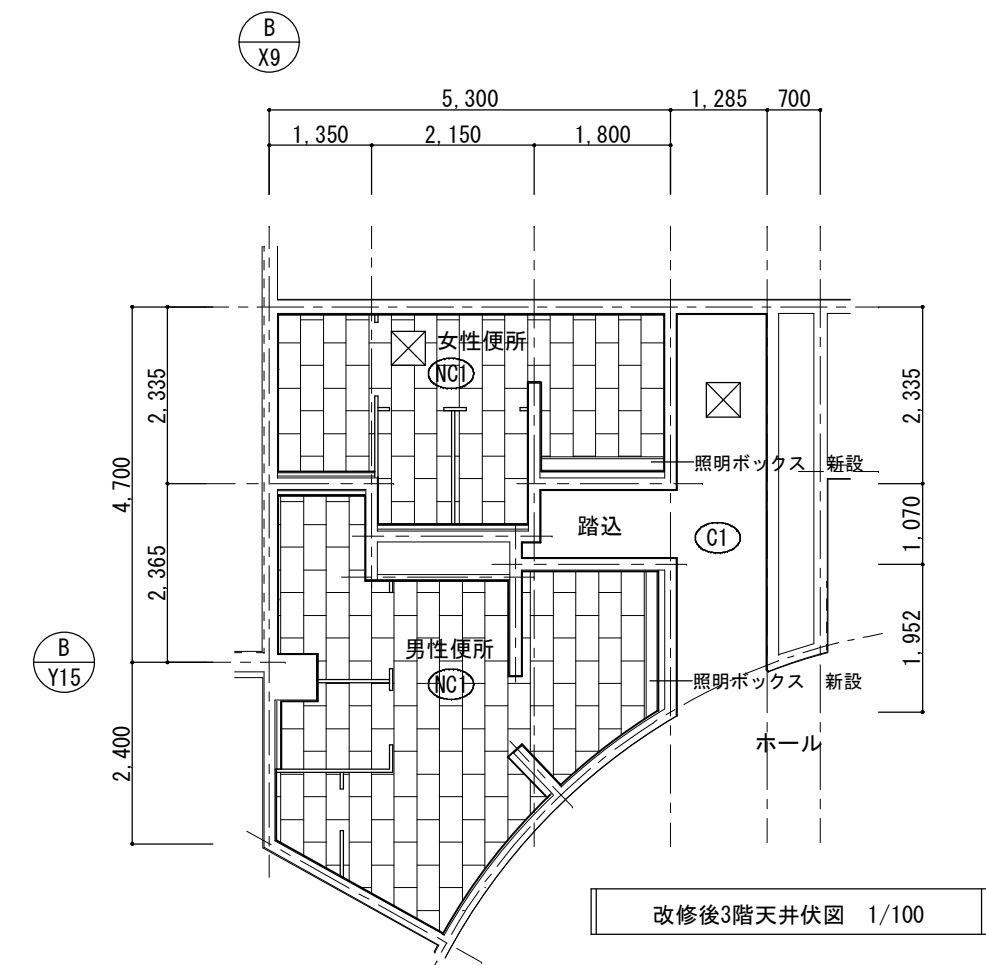 B
X9
5,300
1,285
700
1,350
2,150
1,800
女性便所
NC1
2,335
2,335
4,700
照明ボックス 新設
踏込
C1
1,070
2,365
1,952
B
Y15
男性便所
NC1
照明ボックス 新設
2,400
ホール
改修後3階天井伏図 1/100